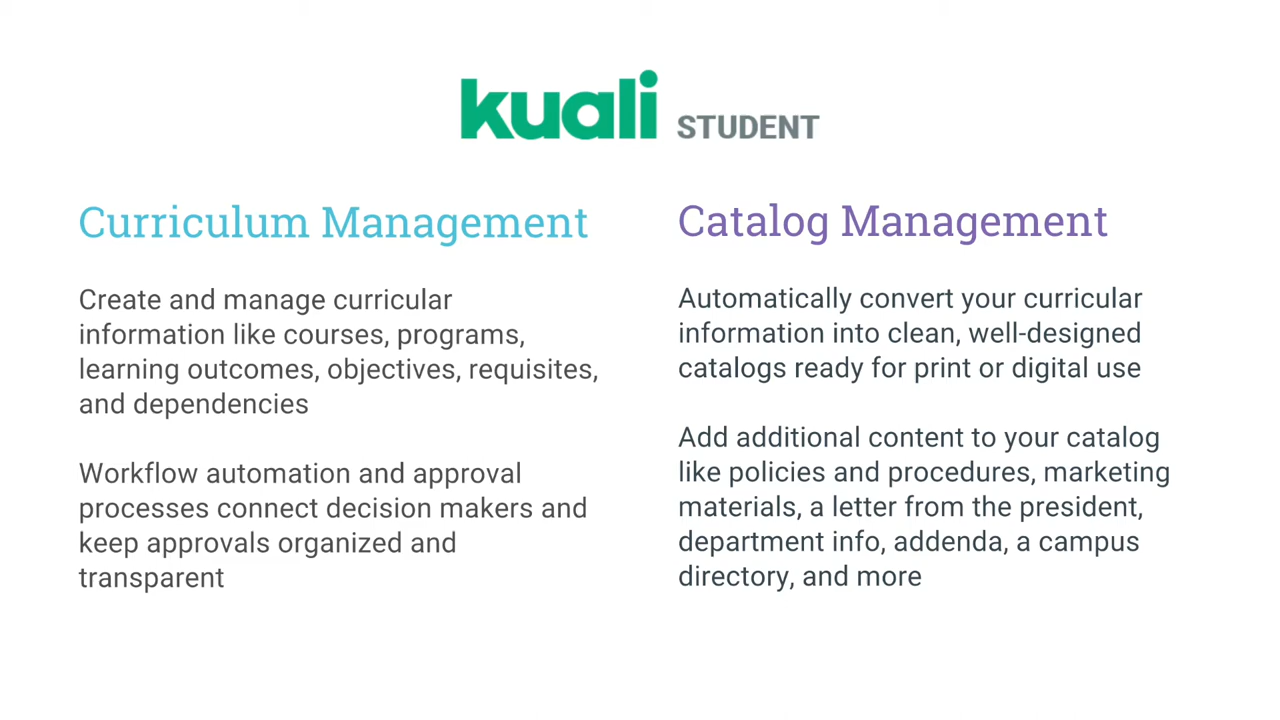 kuali STUDENT
Curriculum Management
Create and manage curricular
information like courses, programs,
learning outcomes, objectives, requisites,
and dependencies
Workflow automation and approval
processes connect decision makers and
keep approvals organized and
transparent
Catalog Management
Automatically convert your curricular
information into clean, well-designed
catalogs ready for print or digital use
Add additional content to your catalog
like policies and procedures, marketing
materials, a letter from the president,
department info, addenda, a campus
directory, and more